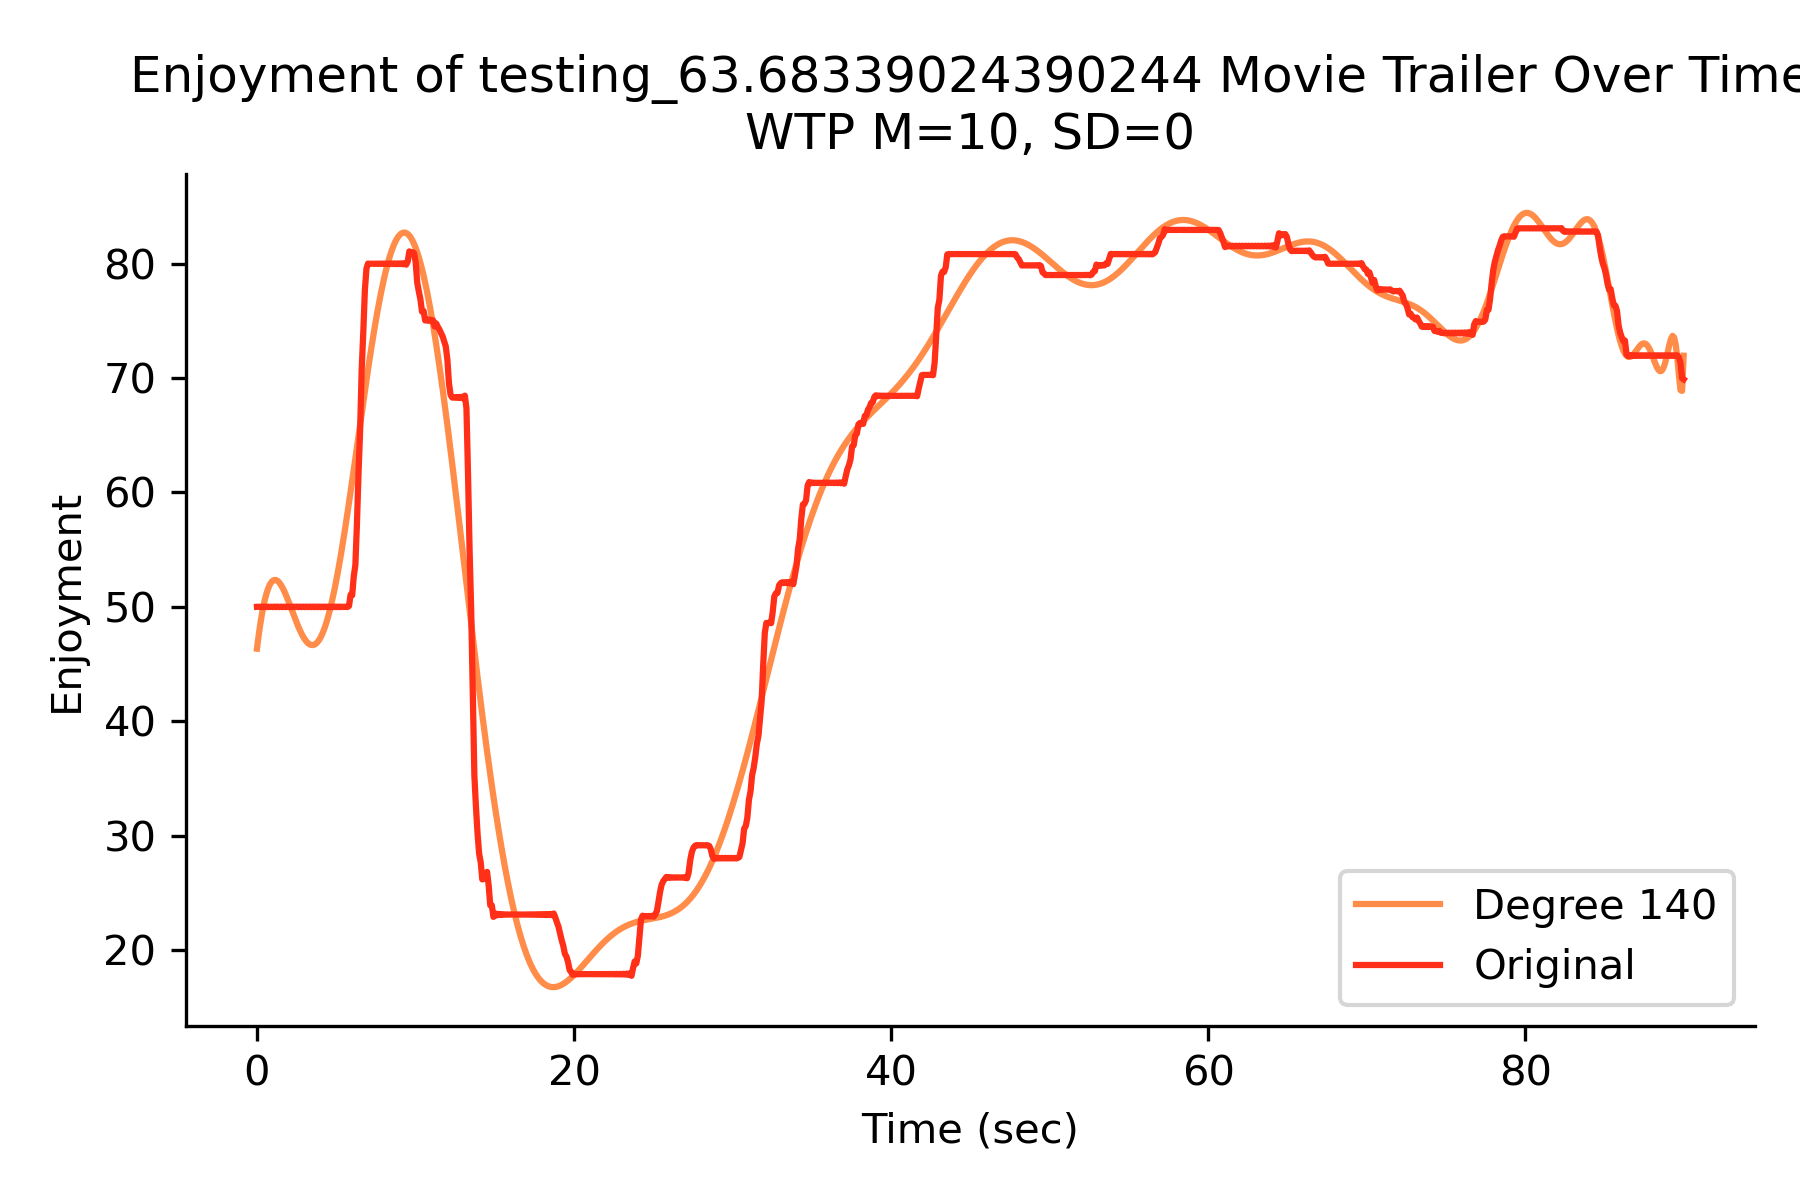 Enjoyment of testing_63.68339024390244 Movie Trailer Over Time
WTP M=10, SD=0
Enjoyment
80
70
60
50
40
30
20
Degree 140
Original
0 20 40 60 80
Time (sec)